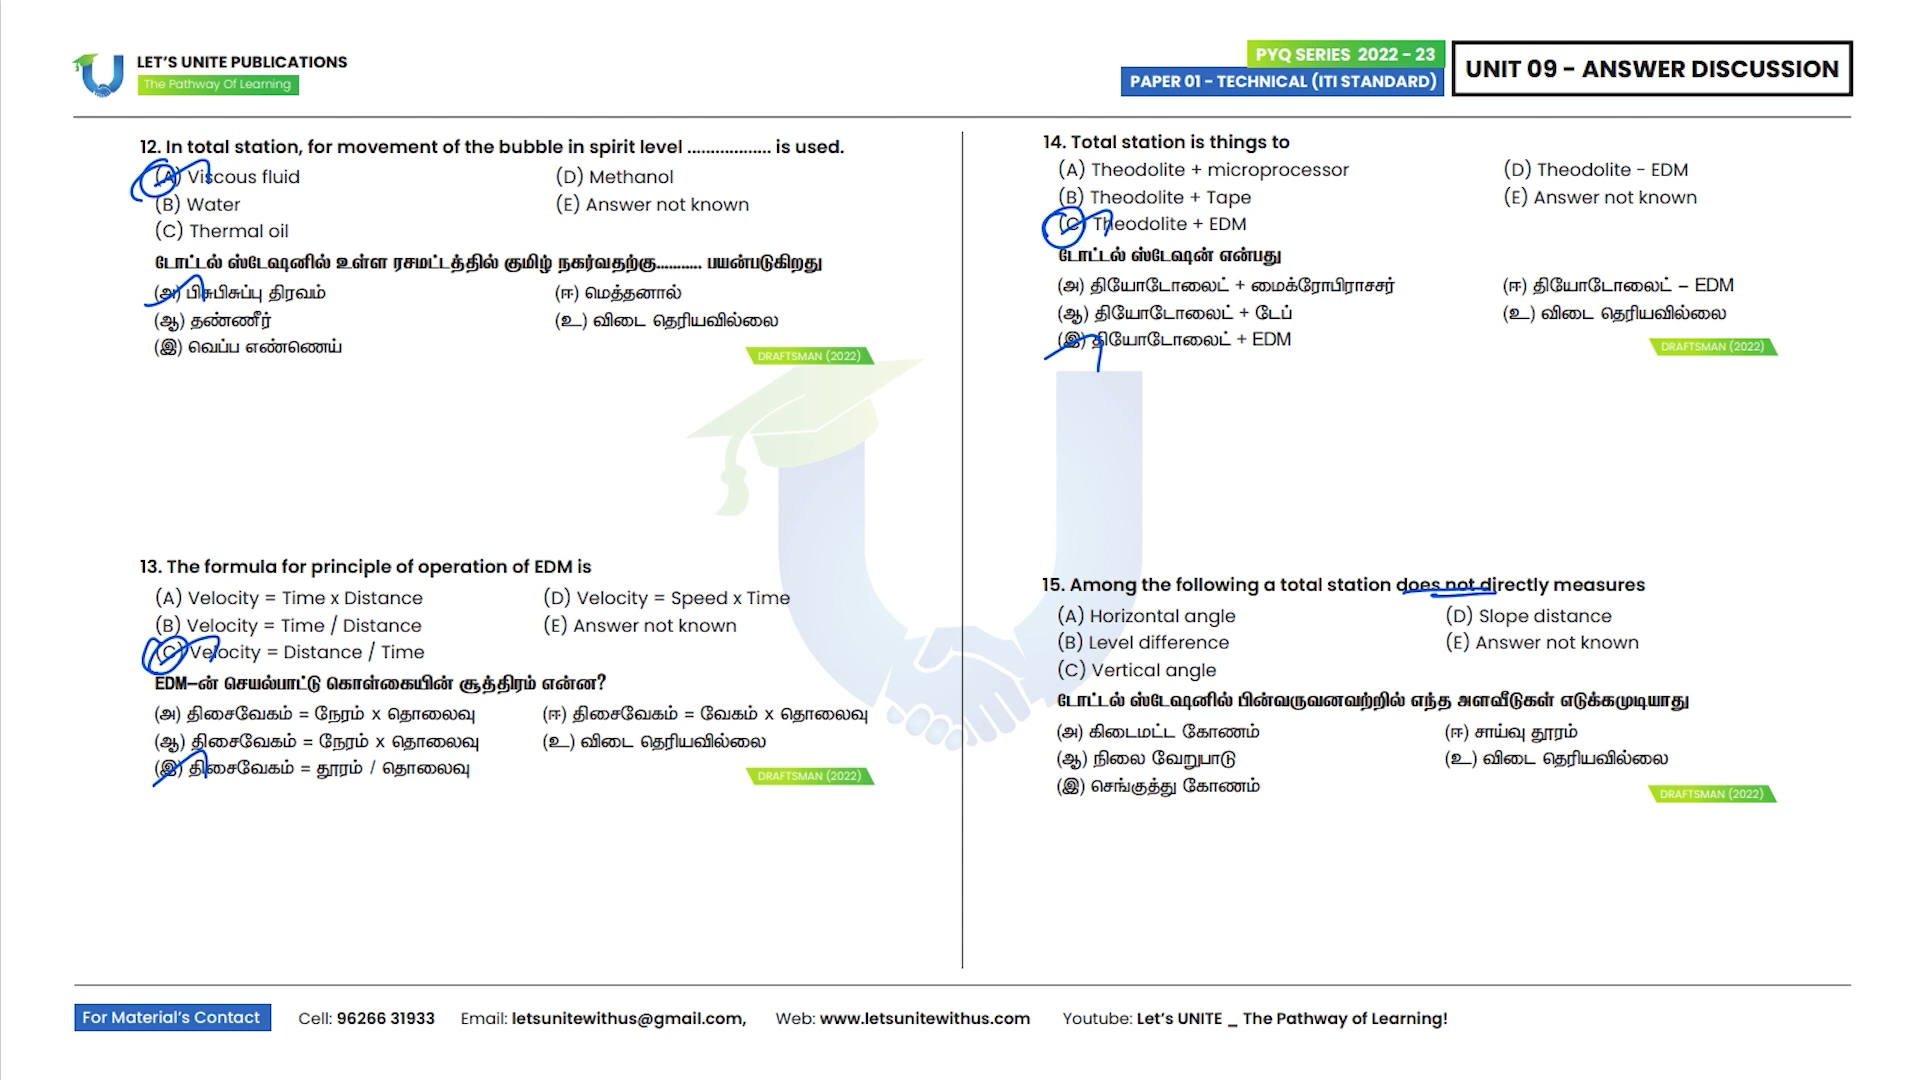 LET'S UNITE PUBLICATIONS
The Pathway Of Learning
PYQ SERIES 2022 - 23
PAPER 01 - TECHNICAL (ITI STANDARD)
UNIT 09 - ANSWER DISCUSSION
12. In total station, for movement of the bubble in spirit level .................. is used.
(A) Viscous fluid
(D) Methanol
(B) Water
(E) Answer not known
(C) Thermal oil
டோட்டல் ஸ்டேஷனில் உள்ள ரசமட்டத்தில் குமிழ் நகர்வதற்கு........... பயன்படுகிறது
(அ) பிசுபிசுப்பு திரவம்
(ஈ) மெத்தனால்
(ஆ) தண்ணீர்
(உ) விடை தெரியவில்லை
(இ) வெப்ப எண்ணெய்
DRAFTSMAN (2022)
13. The formula for principle of operation of EDM is
(A) Velocity = Time x Distance
(D) Velocity = Speed x Time
(B) Velocity = Time / Distance
(E) Answer not known
(C) Velocity = Distance / Time
EDM-ன் செயல்பாட்டு கொள்கையின் சூத்திரம் என்ன?
(அ) திசைவேகம் = நேரம் x தொலைவு
(ஈ) திசைவேகம் = வேகம் x தொலைவு
(ஆ) திசைவேகம் = நேரம் x தொலைவு
(உ) விடை தெரியவில்லை
(இ) திசைவேகம் = தூரம் / தொலைவு
DRAFTSMAN (2022)
14. Total station is things to
(A) Theodolite + microprocessor
(D) Theodolite - EDM
(B) Theodolite + Tape
(E) Answer not known
(C) Theodolite + EDM
டோட்டல் ஸ்டேஷன் என்பது
(அ) தியோடோலைட் + மைக்ரோபிராசசர்
(ஈ) தியோடோலைட் – EDM
(ஆ) தியோடோலைட் + டேப்
(உ) விடை தெரியவில்லை
(இ) தியோடோலைட் + EDM
DRAFTSMAN (2022)
15. Among the following a total station does not directly measures
(A) Horizontal angle
(D) Slope distance
(B) Level difference
(E) Answer not known
(C) Vertical angle
டோட்டல் ஸ்டேஷனில் பின்வருவனவற்றில் எந்த அளவீடுகள் எடுக்கமுடியாது
(அ) கிடைமட்ட கோணம்
(ஈ) சாய்வு தூரம்
(ஆ) நிலை வேறுபாடு
(உ) விடை தெரியவில்லை
(இ) செங்குத்து கோணம்
DRAFTSMAN (2022)
For Material's Contact
Cell: 96266 31933
Email: letsunitewithus@gmail.com,
Web: www.letsunitewithus.com
Youtube: Let's UNITE _ The Pathway of Learning!